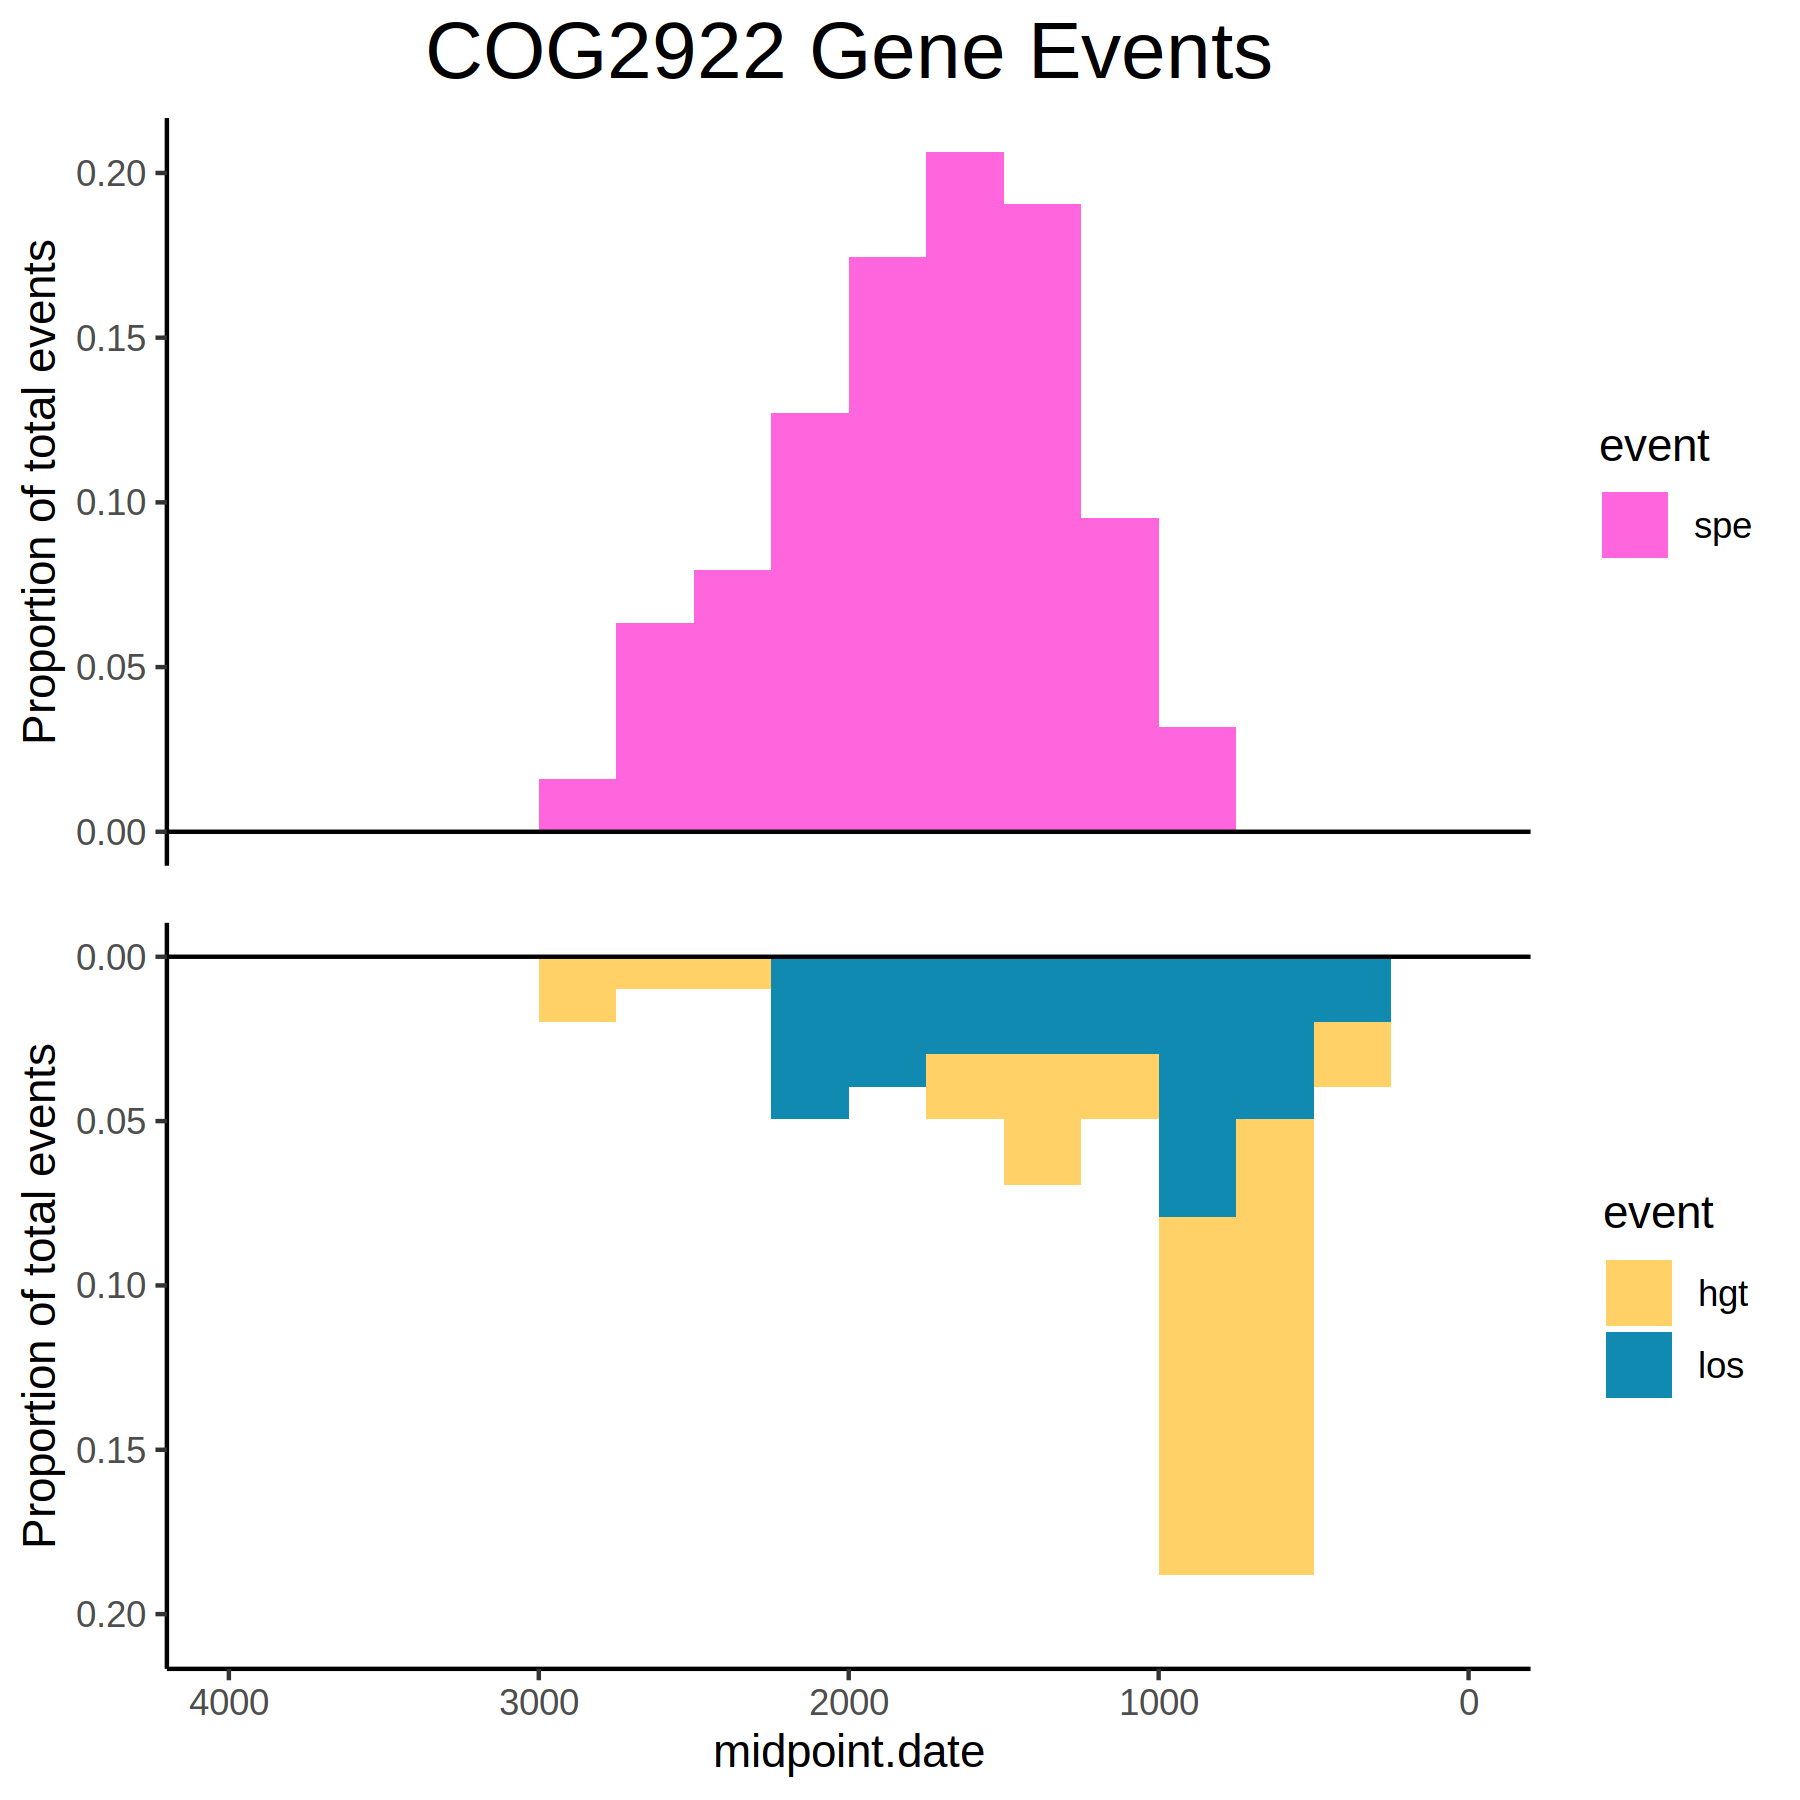 COG2922 Gene Events
Proportion of total events
0.20
0.15
0.10
0.05
0.00
event
spe
Proportion of total events
0.00
0.05
0.10
0.15
0.20
event
hgt
los
4000 3000 2000 1000 0
midpoint.date